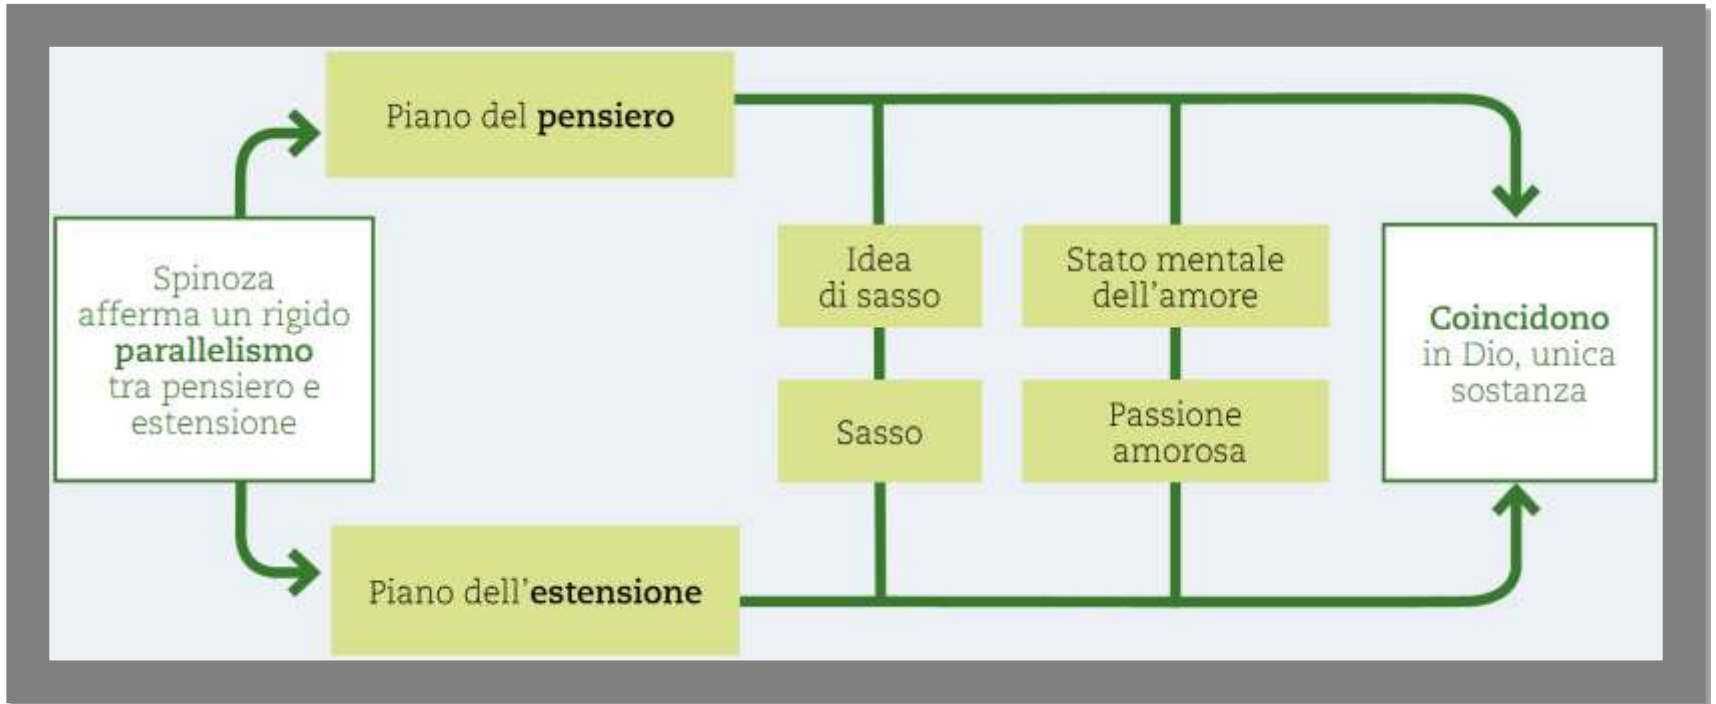 Piano del pensiero
Spinoza
afferma un rigido
parallelismo
tra pensiero e
estensione
Idea
di sasso
Stato mentale
dell'amore
Coincidono
in Dio, unica
sostanza
Sasso
Passione
amorosa
Piano dell'estensione